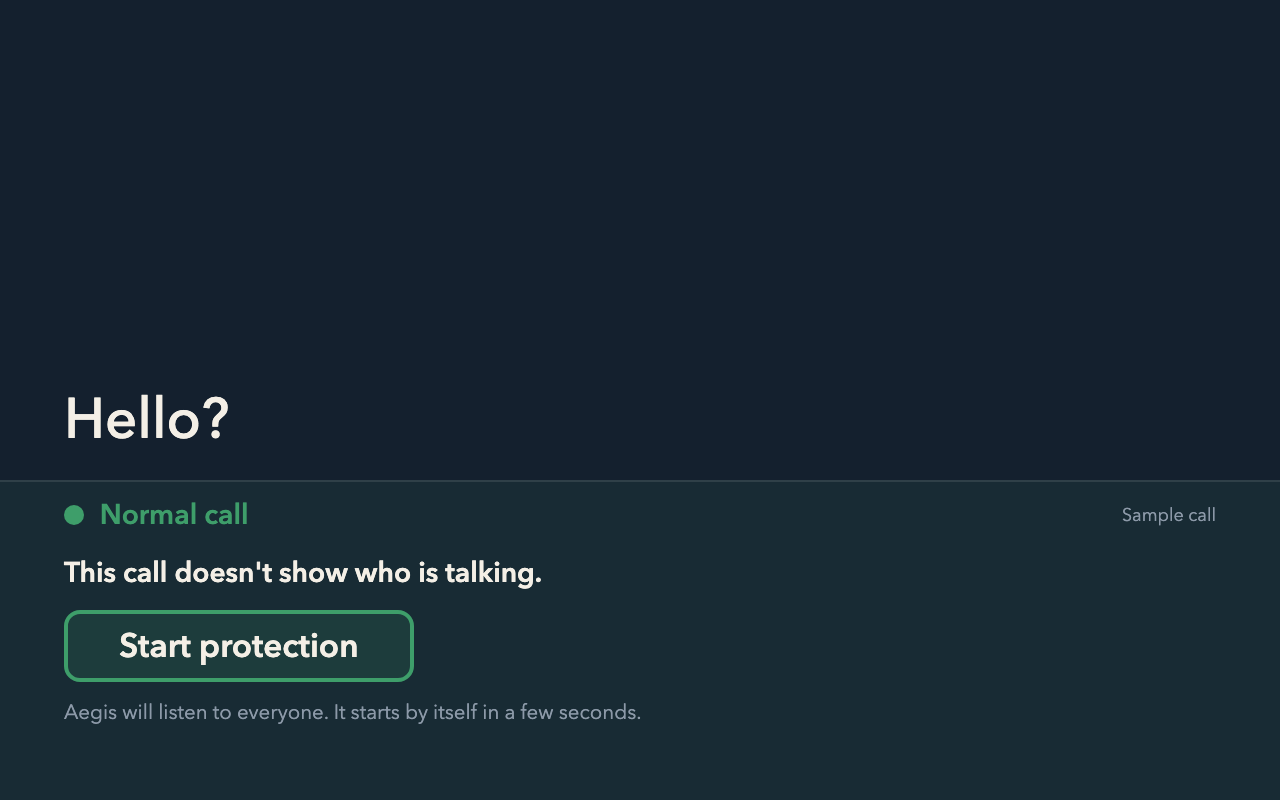 Hello?
Normal call
Sample call
This call doesn't show who is talking.
Start protection
Aegis will listen to everyone. It starts by itself in a few seconds.